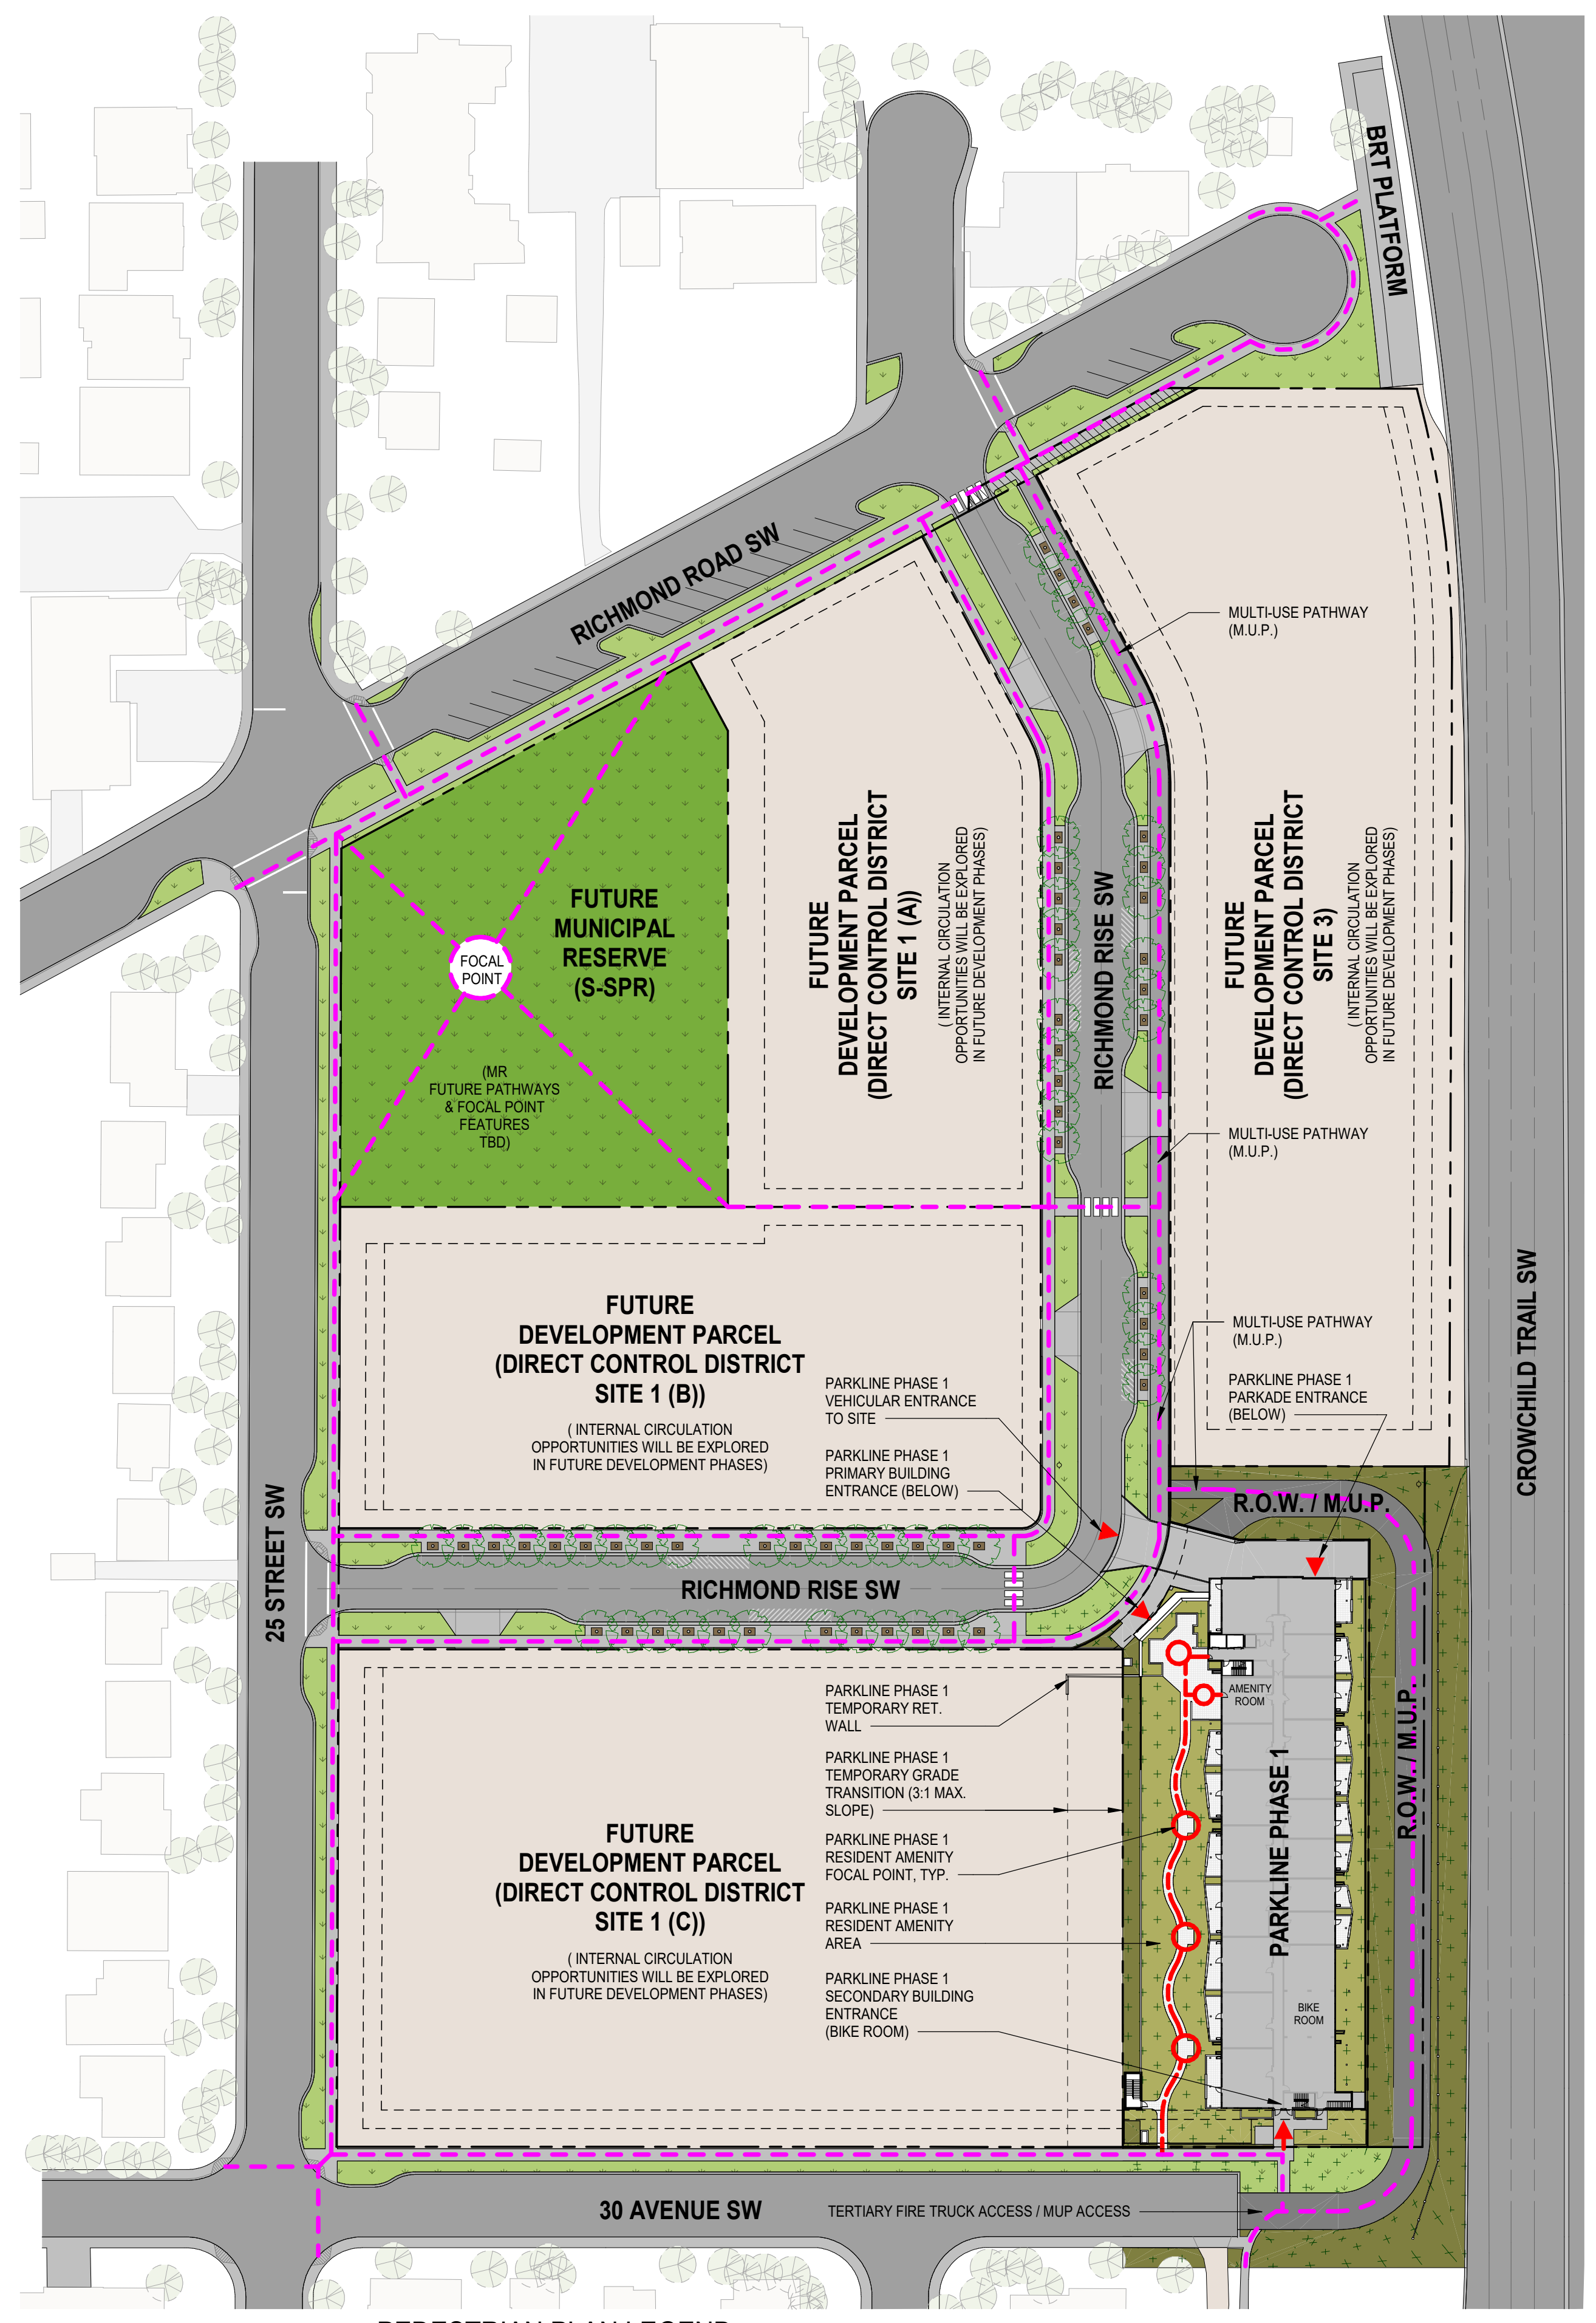 BRT PLATFORM
RICHMOND ROAD SW
MULTI-USE PATHWAY
(M.U.P.)
FUTURE
MUNICIPAL
RESERVE
(S-SPR)
FOCAL
POINT
(MR
FUTURE PATHWAYS
& FOCAL POINT
FEATURES
TBD)
FUTURE
DEVELOPMENT PARCEL
(DIRECT CONTROL DISTRICT
SITE 1 (A))
( INTERNAL CIRCULATION
OPPORTUNITIES WILL BE EXPLORED
IN FUTURE DEVELOPMENT PHASES)
RICHMOND RISE SW
FUTURE
DEVELOPMENT PARCEL
(DIRECT CONTROL DISTRICT
SITE 3)
( INTERNAL CIRCULATION
OPPORTUNITIES WILL BE EXPLORED
IN FUTURE DEVELOPMENT PHASES)
MULTI-USE PATHWAY
(M.U.P.)
CROWCHILD TRAIL SW
FUTURE
DEVELOPMENT PARCEL
(DIRECT CONTROL DISTRICT
SITE 1 (B))
( INTERNAL CIRCULATION
OPPORTUNITIES WILL BE EXPLORED
IN FUTURE DEVELOPMENT PHASES)
MULTI-USE PATHWAY
(M.U.P.)
PARKLINE PHASE 1
PARKADE ENTRANCE
(BELOW)
PARKLINE PHASE 1
VEHICULAR ENTRANCE
TO SITE
PARKLINE PHASE 1
PRIMARY BUILDING
ENTRANCE (BELOW)
R.O.W. / M.U.P.
25 STREET SW
RICHMOND RISE SW
PARKLINE PHASE 1
TEMPORARY RET.
WALL
PARKLINE PHASE 1
TEMPORARY GRADE
TRANSITION (3:1 MAX.
SLOPE)
PARKLINE PHASE 1
RESIDENT AMENITY
FOCAL POINT, TYP.
PARKLINE PHASE 1
RESIDENT AMENITY
AREA
PARKLINE PHASE 1
SECONDARY BUILDING
ENTRANCE
(BIKE ROOM)
AMENITY
ROOM
PARKLINE PHASE 1
R.O.W. / M.U.P.
BIKE
ROOM
FUTURE
DEVELOPMENT PARCEL
(DIRECT CONTROL DISTRICT
SITE 1 (C))
( INTERNAL CIRCULATION
OPPORTUNITIES WILL BE EXPLORED
IN FUTURE DEVELOPMENT PHASES)
30 AVENUE SW
TERTIARY FIRE TRUCK ACCESS / MUP ACCESS
PEDESTRIAN PLAN LEGEND